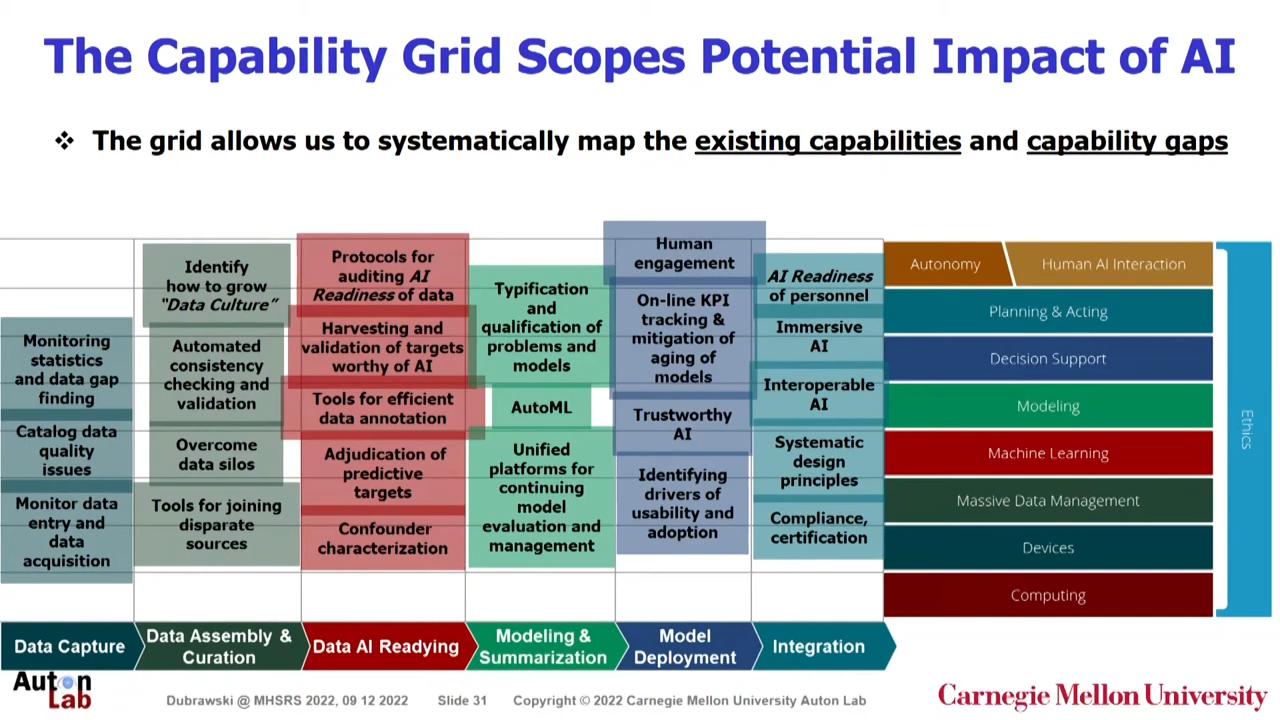 The Capability Grid Scopes Potential Impact of AI
❖ The grid allows us to systematically map the existing capabilities and capability gaps
Monitoring
statistics
and data gap
finding
Catalog data
quality
issues
Monitor data
entry and
data
acquisition
Identify
how to grow
“Data Culture”
Automated
consistency
checking and
validation
Overcome
data silos
Tools for joining
disparate
sources
Protocols for
auditing AI
Readiness of data
Harvesting and
validation of targets
worthy of AI
Tools for efficient
data annotation
Adjudication of
predictive
targets
Confounder
characterization
Typification
and
qualification of
problems and
models
AutoML
Unified
platforms for
continuing
model
evaluation and
management
Human
engagement
On-line KPI
tracking &
mitigation of
aging of
models
Trustworthy
AI
Identifying
drivers of
usability and
adoption
AI Readiness
of personnel
Immersive
AI
Interoperable
AI
Systematic
design
principles
Compliance,
certification
Autonomy
Human AI Interaction
Planning & Acting
Decision Support
Modeling
Machine Learning
Massive Data Management
Devices
Computing
Ethics
Data Capture
Data Assembly &
Curation
Data AI Readying
Modeling &
Summarization
Model
Deployment
Integration
Auton
Lab
Dubrawski @ MHSRS 2022, 09 12 2022
Slide 31
Copyright © 2022 Carnegie Mellon University Auton Lab
Carnegie Mellon University